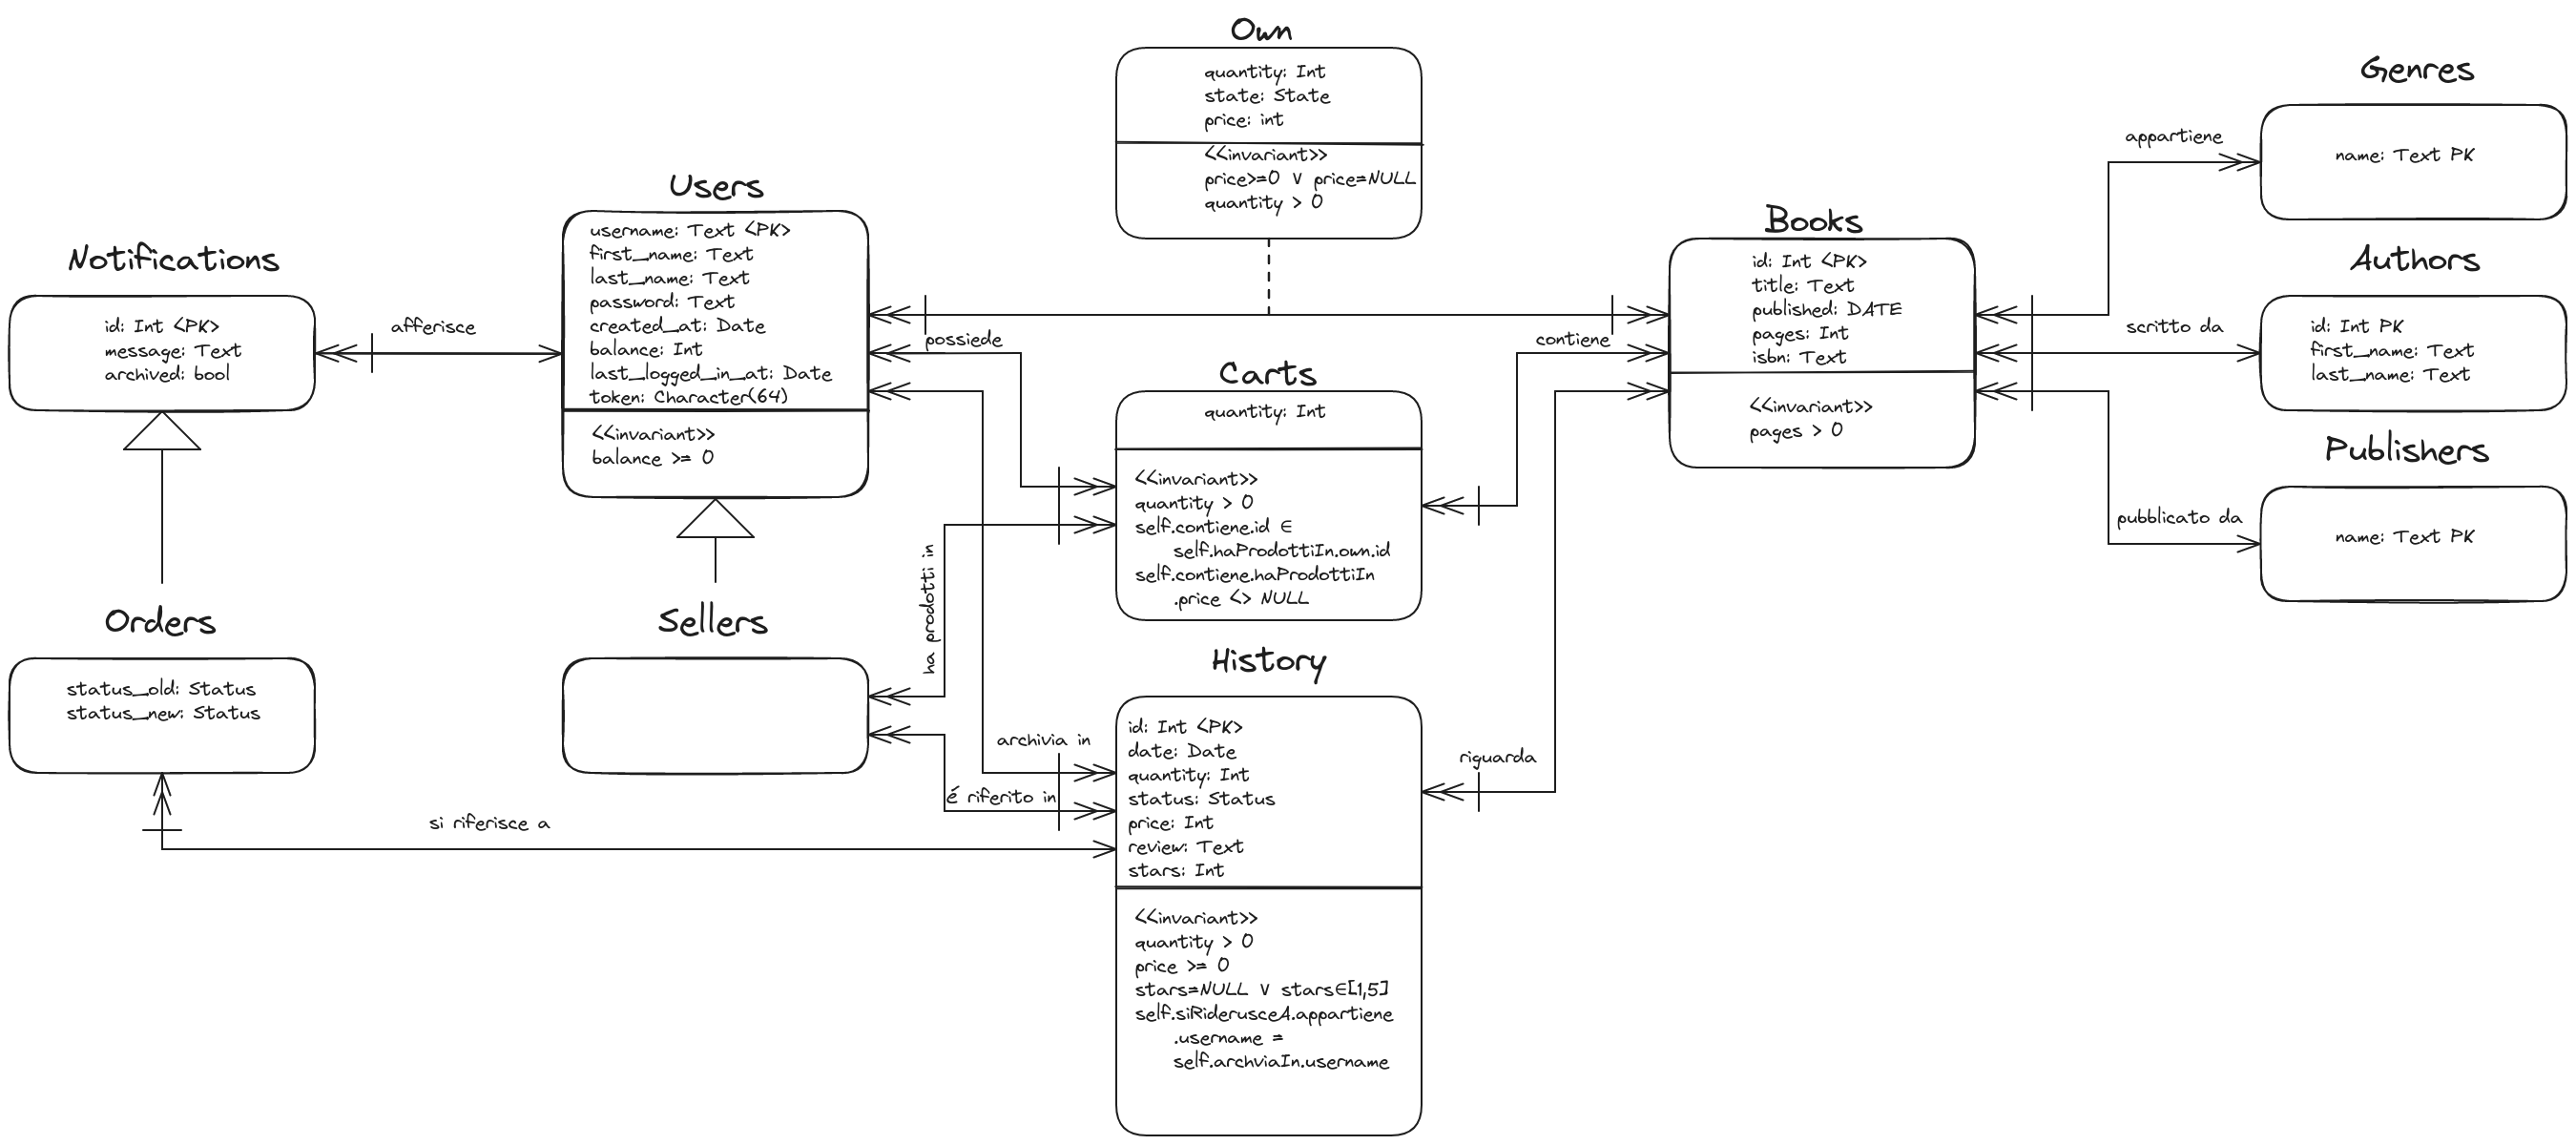 Own
quantity: Int
state: State
price: int
<<invariant>>
price>=0 ∨ price=NULL
quantity > 0
Genres
name: Text PK
appartiene
Users
username: Text <PK>
first_name: Text
last_name: Text
password: Text
created_at: Date
balance: Int
last_logged_in_at: Date
token: Character(64)
<<invariant>>
balance >= 0
Books
id: Int <PK>
title: Text
published: DATE
pages: Int
isbn: Text
<<invariant>>
pages > 0
Notifications
id: Int <PK>
message: Text
archived: bool
afferisce
Authors
id: Int PK
first_name: Text
last_name: Text
scritto da
possiede
contiene
Carts
quantity: Int
<<invariant>>
quantity > 0
self.contiene.id ∈
self.haProdottiIn.own.id
self.contiene.haProdottiIn
.price <> NULL
Publishers
name: Text PK
pubblicato da
Orders
status_old: Status
status_new: Status
Sellers
ha prodotti in
History
id: Int <PK>
date: Date
quantity: Int
status: Status
price: Int
review: Text
stars: Int
<<invariant>>
quantity > 0
price >= 0
stars=NULL ∨ stars∈[1,5]
self.siRiderusceA.appartiene
.username =
self.archviaIn.username
archivia in
é riferito in
riguarda
si riferisce a